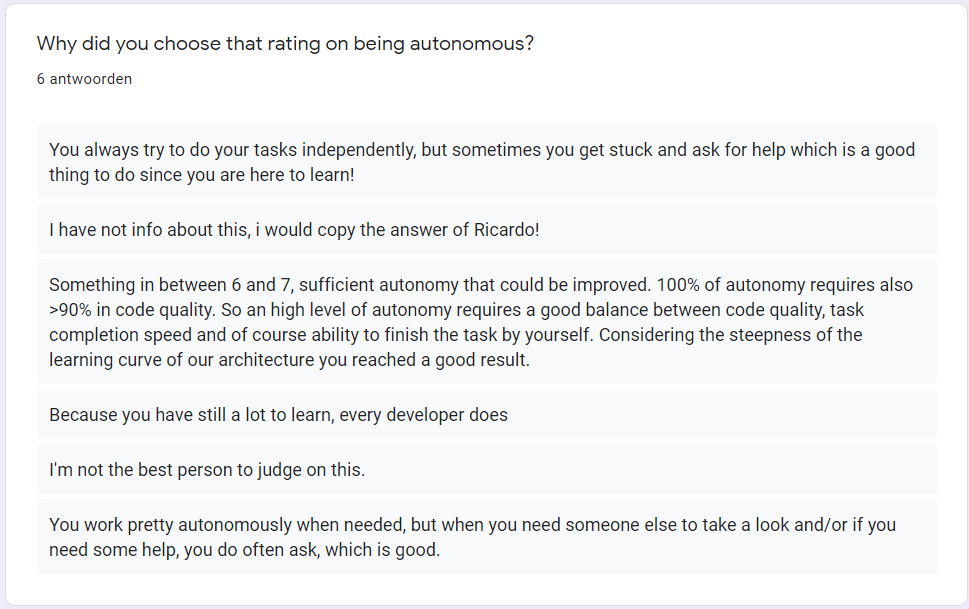 Why did you choose that rating on being autonomous?
6 antwoorden
You always try to do your tasks independently, but sometimes you get stuck and ask for help which is a good
thing to do since you are here to learn!
I have not info about this, i would copy the answer of Ricardo!
Something in between 6 and 7, sufficient autonomy that could be improved. 100% of autonomy requires also
>90% in code quality. So an high level of autonomy requires a good balance between code quality, task
completion speed and of course ability to finish the task by yourself. Considering the steepness of the
learning curve of our architecture you reached a good result.
Because you have still a lot to learn, every developer does
I'm not the best person to judge on this.
You work pretty autonomously when needed, but when you need someone else to take a look and/or if you
need some help, you do often ask, which is good.